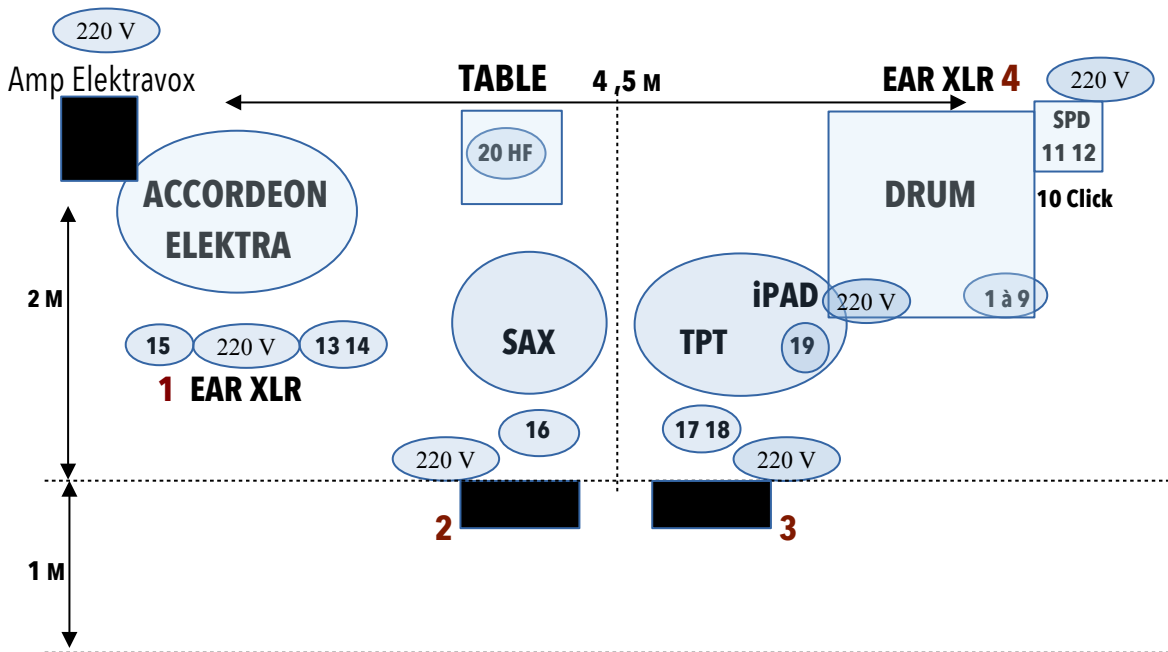 220 V
Amp Elektravox
TABLE 4 ,5 M EAR XLR 4
220 V
SPD
11 12
20 HF
ACCORDEON
ELEKTRA
DRUM
10 Click
2 M
iPAD
220 V
1 à 9
15
220 V
13 14
SAX
TPT
19
1 EAR XLR
16
17 18
220 V
220 V
2
3
1 M